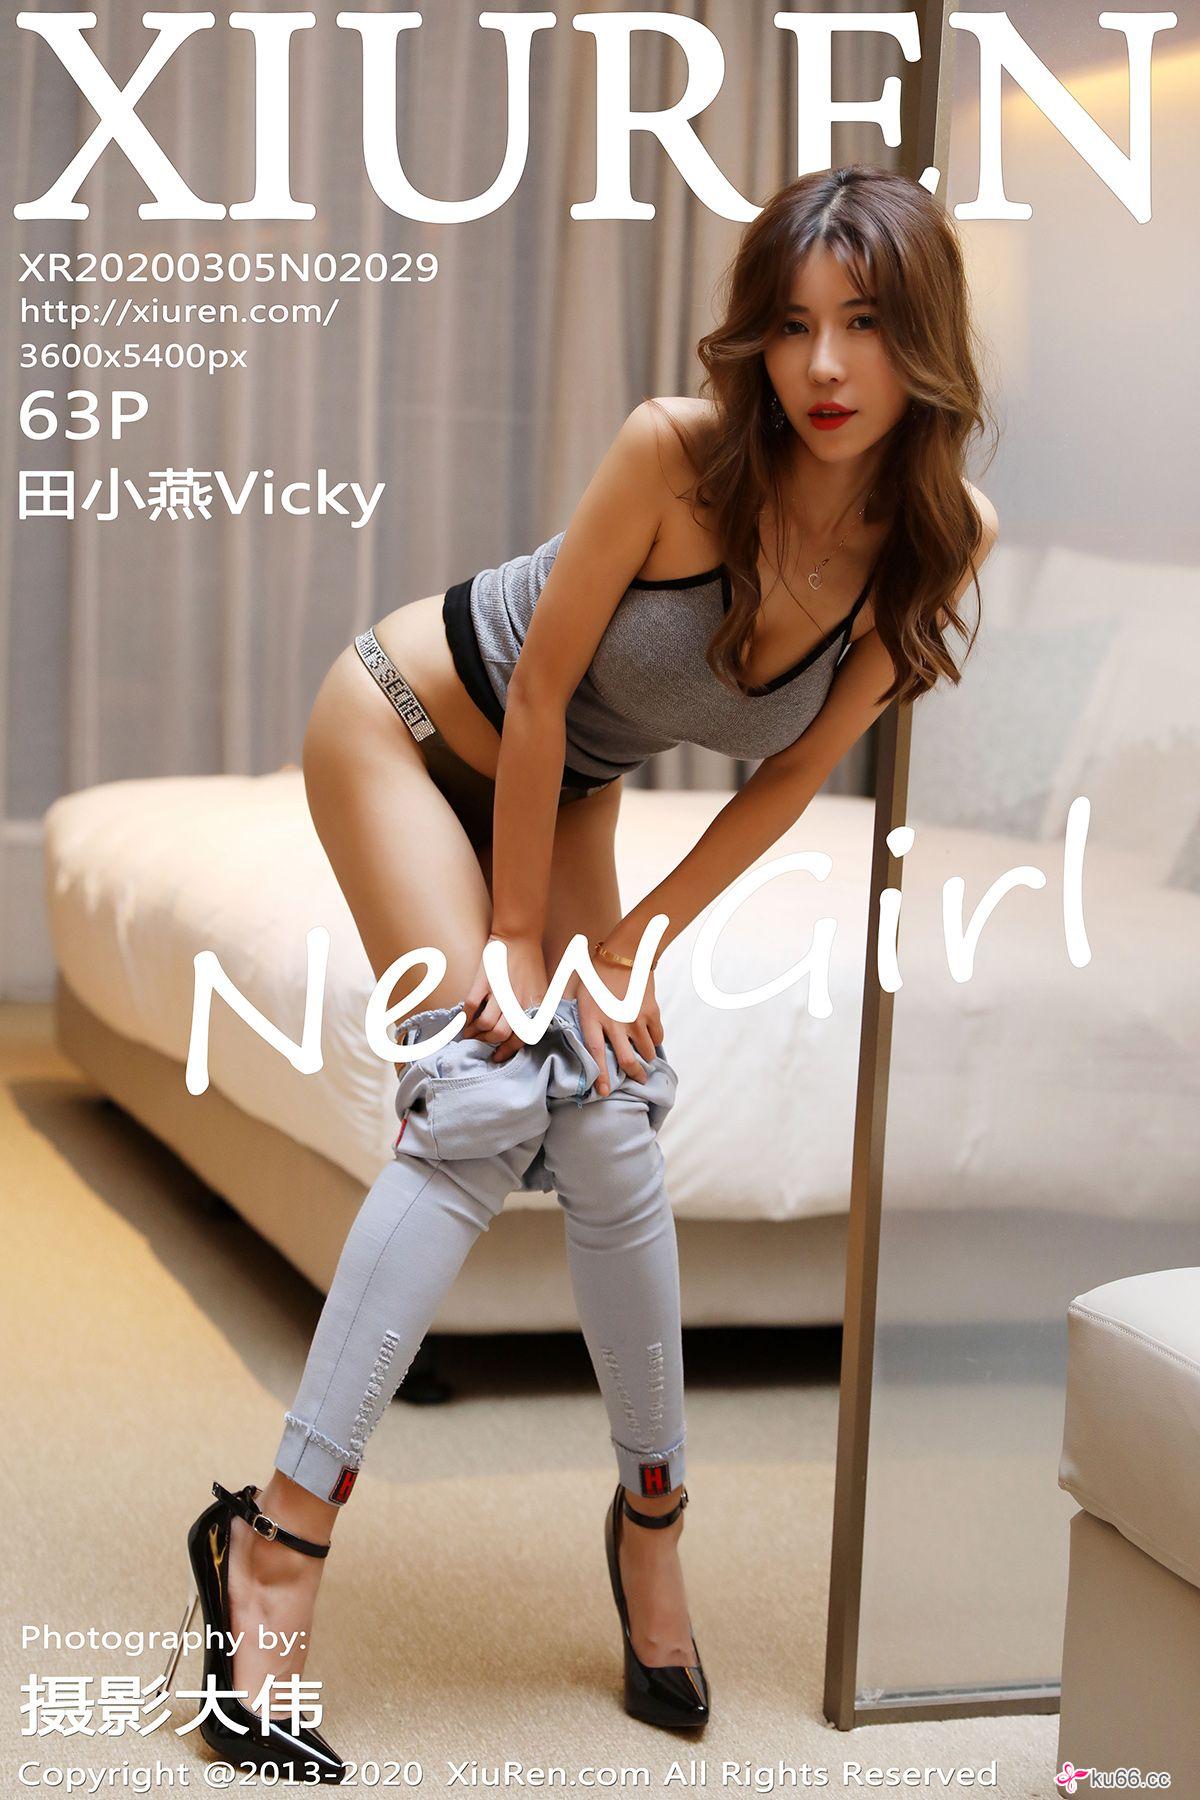 XIUREN
XR20200305N02029
http://xiuren.com/
3600x5400px
63P
田小燕Vicky
SECRET
NewGirl
H
H
Photography by:
摄影大伟
Copyright @2013-2020 XiuRen.com All Rights Reserved
ku66.cc